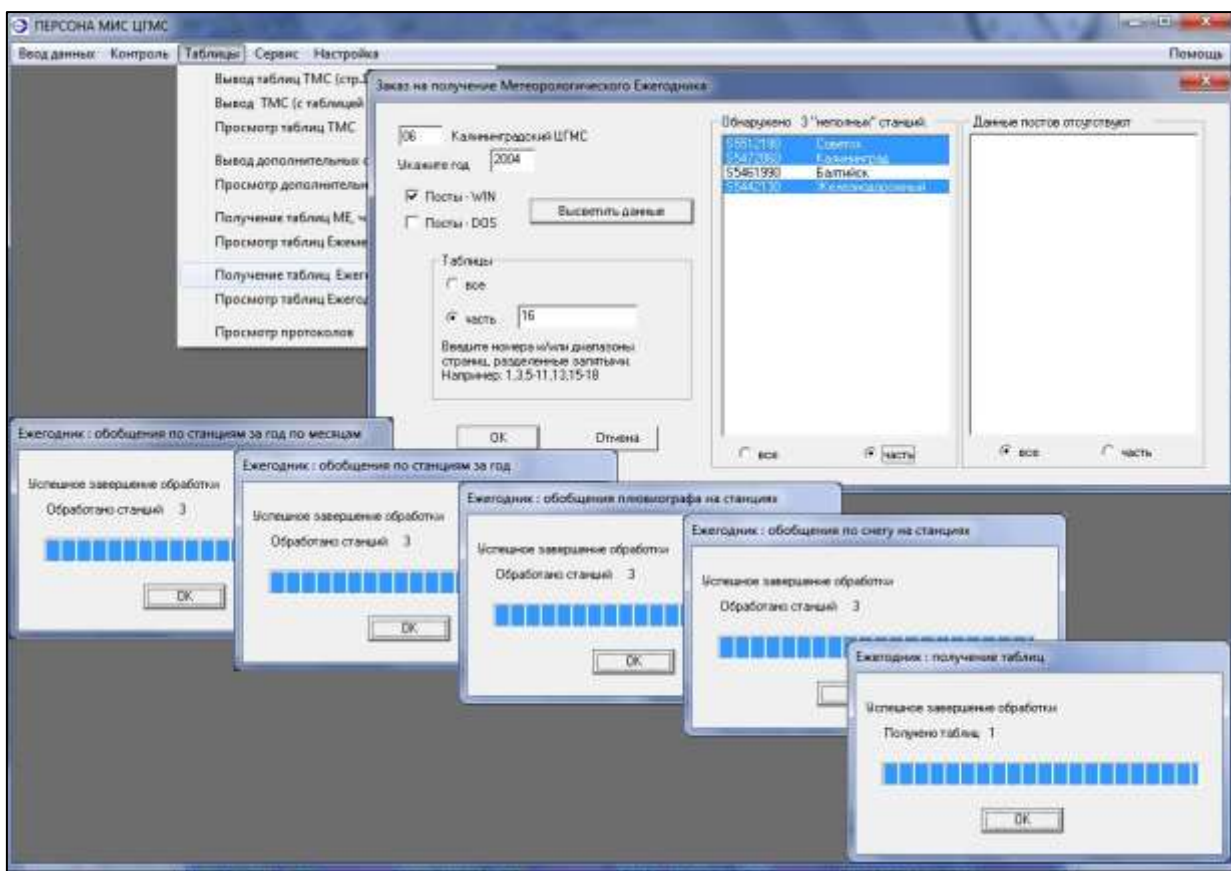 ПЕРСОНА МИС ЦГМС
Ввод данных Контроль Таблицы Сервис Настройка Помощь
Вывод таблиц ТМС (стр.
Вывод ТМС (с таблицей
Просмотр таблиц ТМС
Вывод дополнительных с
Просмотр дополнительн
Получение таблиц МЕ, ч
Просмотр таблиц Ежеме
Получение таблиц Ежег
Просмотр таблиц Ежегод
Просмотр протоколов
Заказ на получение Метеорологического Ежегодника
06 Калининградский ЦГМС
Укажите год 2004
Посты - WIN
Посты - DOS
Высветить данные
Таблицы
все
часть 16
Введите номера и/или диапазоны
страниц, разделенные запятыми.
Например: 1,3,5-11,13,15-18
OK Отмена
Обнаружено 3 "неполных" станций
Советск
Калининград
Балтийск
Железнодорожный
все часть
Данные постов отсутствуют
все часть
Ежегодник : обобщения по станциям за год по месяцам
Успешное завершение обработки
Обработано станций 3
OK
Ежегодник : обобщения по станциям за год
Успешное завершение обработки
Обработано станций 3
OK
Ежегодник : обобщения плювиографа на станциях
Успешное завершение обработки
Обработано станций 3
OK
Ежегодник : обобщения по снегу на станциях
Успешное завершение обработки
Обработано станций 3
Ежегодник : получение таблиц
Успешное завершение обработки
Получено таблиц 1
OK